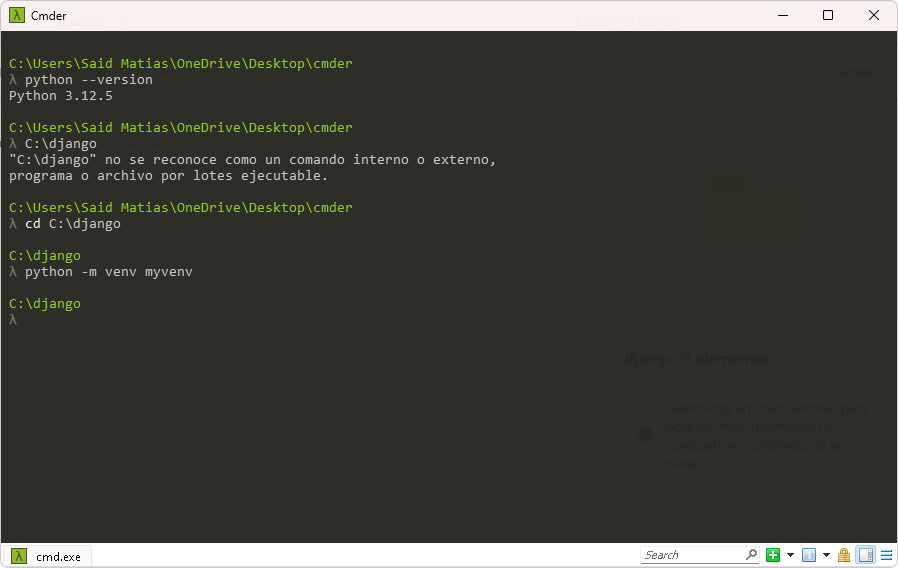 Cmder
C:\Users\Said Matias\OneDrive\Desktop\cmder
λ python --version
Python 3.12.5
C:\Users\Said Matias\OneDrive\Desktop\cmder
λ C:\django
"C:\django" no se reconoce como un comando interno o externo,
programa o archivo por lotes ejecutable.
C:\Users\Said Matias\OneDrive\Desktop\cmder
λ cd C:\django
C:\django
λ python -m venv myvenv
C:\django
λ
django (1 elemento)
Selecciona un único archivo para
obtener más información y
compartir el contenido de la
nube.
cmd.exe
Search